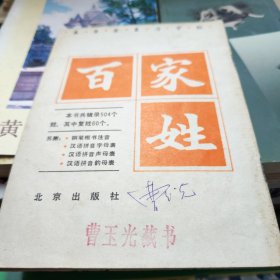 百家姓
本书共辑录504个
姓，其中复姓60个。
另附：·钢笔楷书注音
·汉语拼音字母表
·汉语拼音声母表
·汉语拼音韵母表
北京出版社
曹玉光藏书
黄